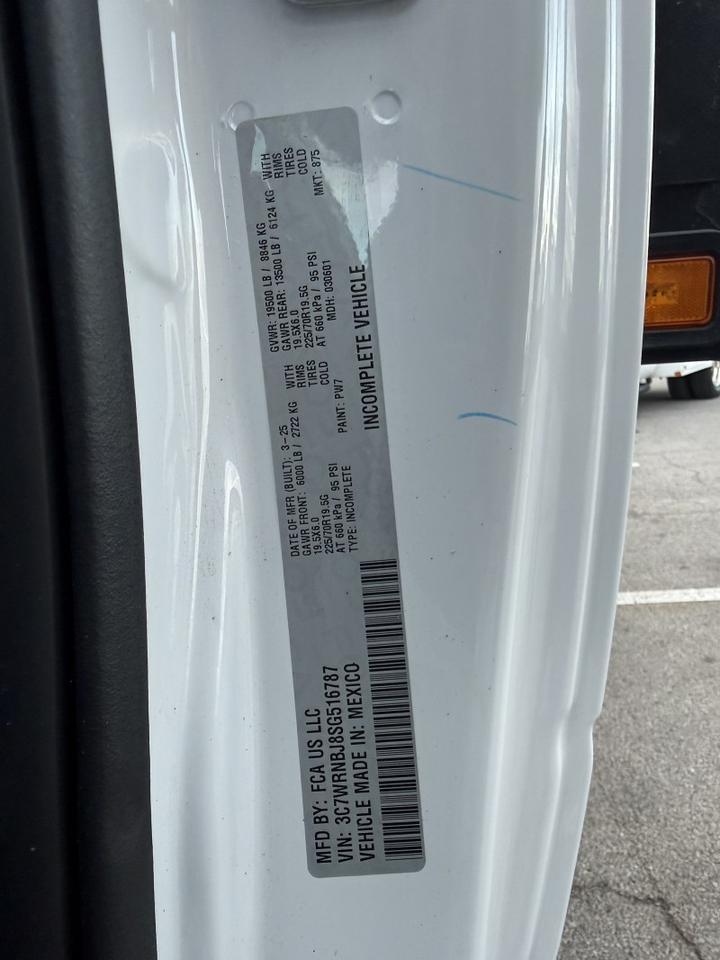 MFD BY: FCA US LLC
VIN: 3C7WRNBJ8SG516787
VEHICLE MADE IN: MEXICO
DATE OF MFR (BUILT): 3-25
GAWR FRONT: 6000 LB / 2722 KG WITH
19.5X6.0 RIMS
225/70R19.5G TIRES
AT 660 kPa / 95 PSI COLD
TYPE: INCOMPLETE PAINT: PW7
GVWR: 19500 LB / 8846 KG
GAWR REAR: 13500 LB / 6124 KG WITH
19.5X6.0 RIMS
225/70R19.5G TIRES
AT 660 kPa / 95 PSI COLD
MDH: 030601 MKT: 875
INCOMPLETE VEHICLE